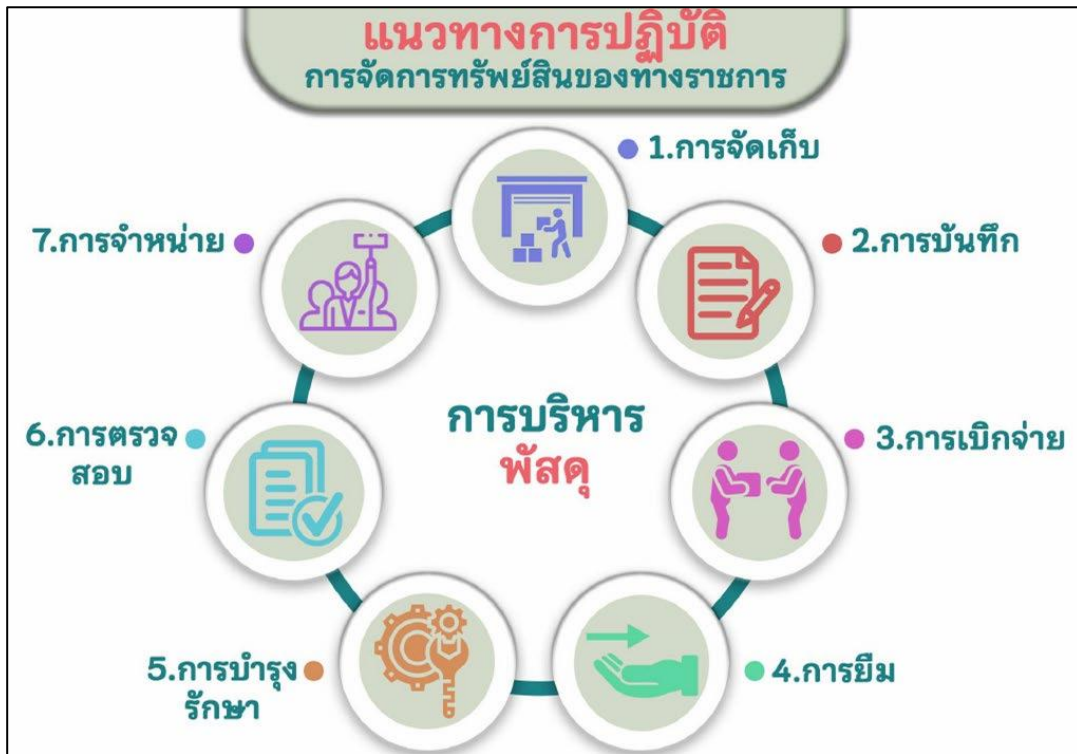 แนวทางการปฏิบัติ
การจัดการทรัพย์สินของทางราชการ
1.การจัดเก็บ
2.การบันทึก
3.การเบิกจ่าย
4.การยืม
5.การบำรุง
รักษา
6.การตรวจ
สอบ
7.การจำหน่าย
การบริหาร
พัสดุ